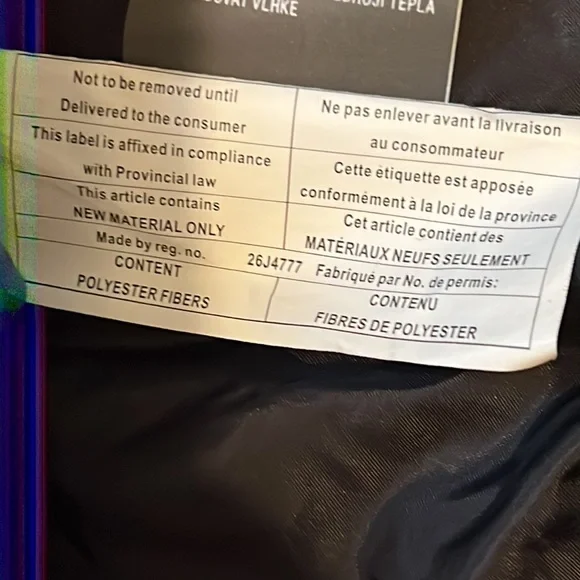 VLHKE
TEPLA
Not to be removed until
Delivered to the consumer
Ne pas enlever avant la livraison
au consommateur
This label is affixed in compliance
with Provincial law
Cette étiquette est apposée
conformément à la loi de la province
This article contains
NEW MATERIAL ONLY
Cet article contient des
MATÉRIAUX NEUFS SEULEMENT
Made by reg. no. 26J4777 Fabriqué par No. de permis:
CONTENT
POLYESTER FIBERS
CONTENU
FIBRES DE POLYESTER